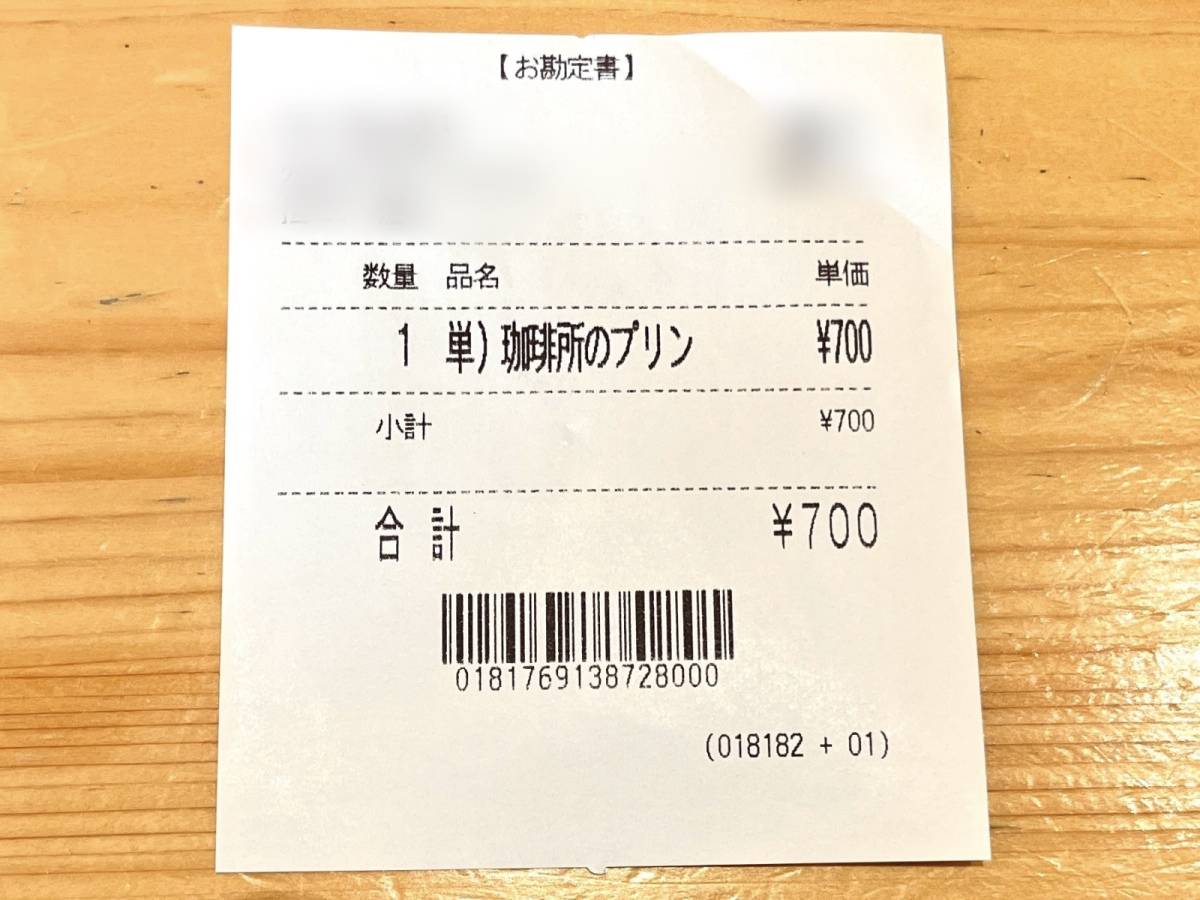 【お勘定書】
数量 品名 単価
1 単)珈琲所のプリン ¥700
小計 ¥700
合計 ¥700
0181769138728000
(018182 + 01)